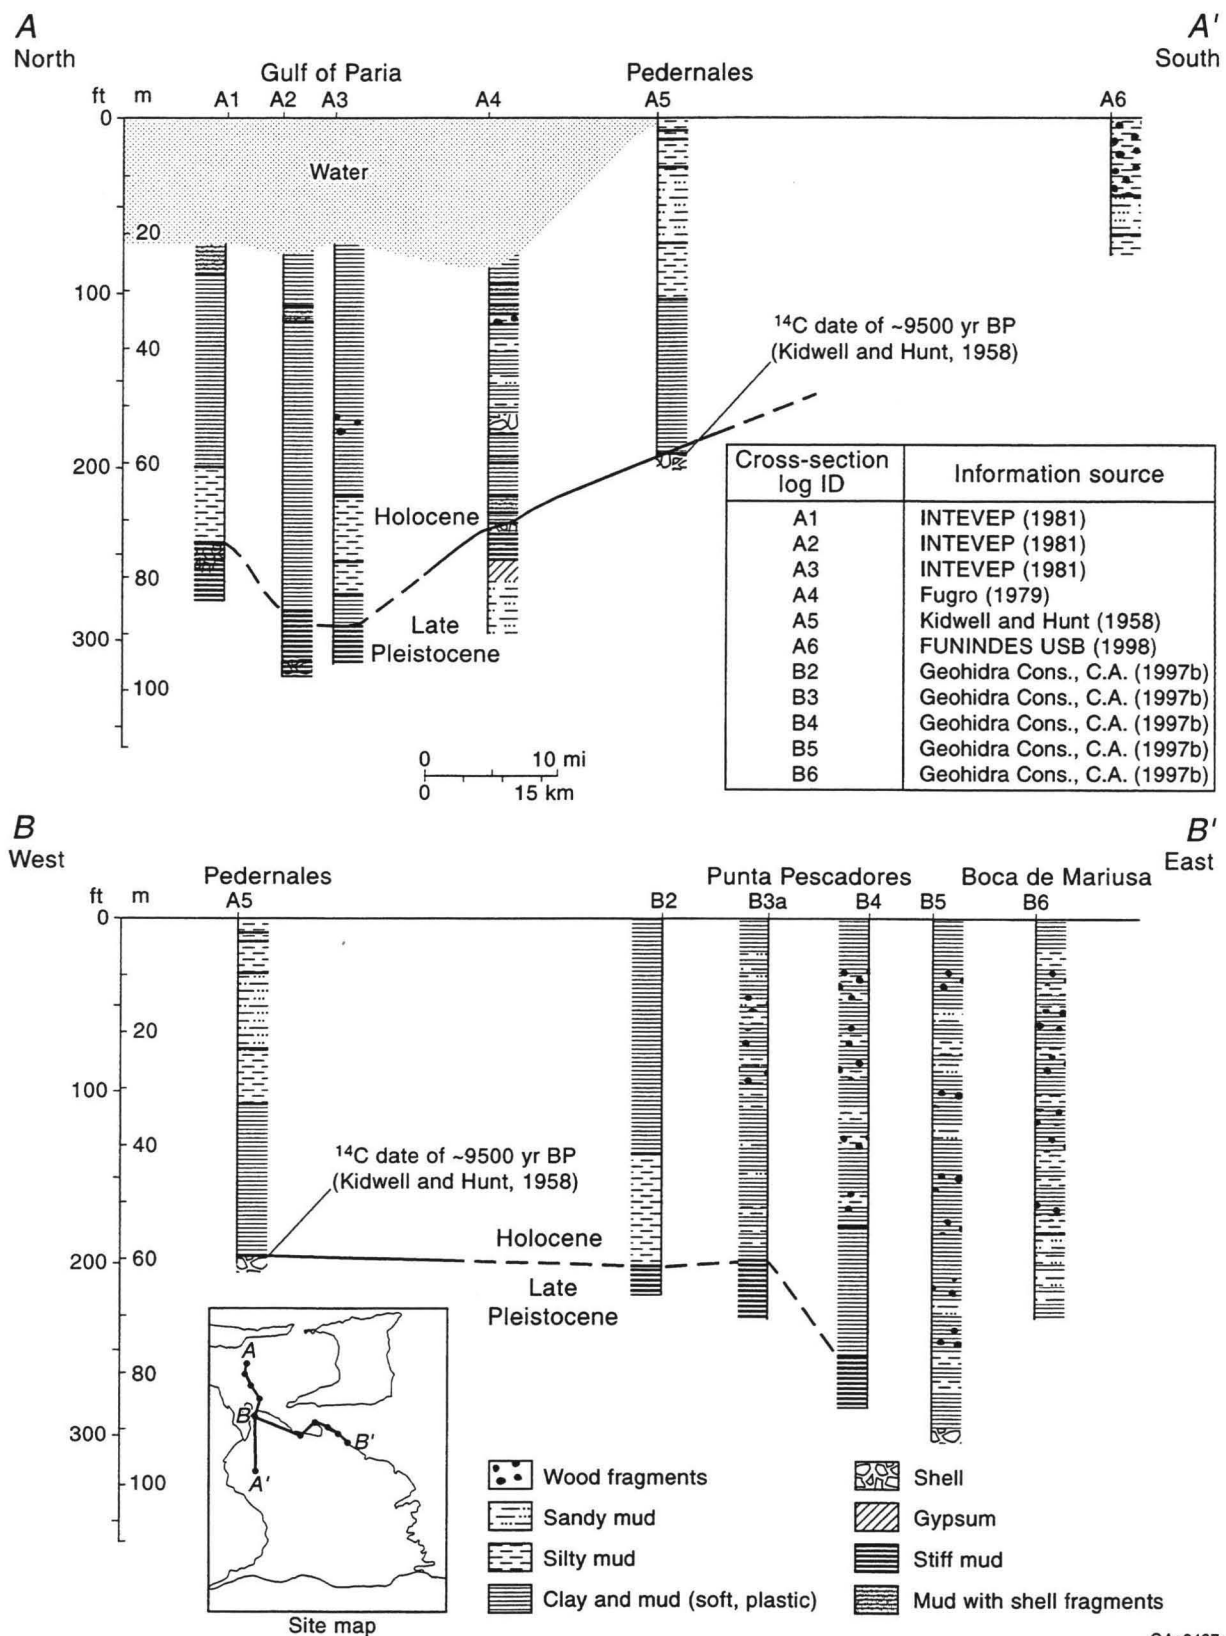 A
A'
North
South
Gulf of Paria
Pedernales
ft m A1 A2 A3 A4 A5 A6
0
Water
20
100
14C date of ~9500 yr BP
(Kidwell and Hunt, 1958)
40
200 60
Holocene
80
Late
Pleistocene
300
100
0 10 mi
0 15 km
Cross-section log ID Information source
A1 INTEVEP (1981)
A2 INTEVEP (1981)
A3 INTEVEP (1981)
A4 Fugro (1979)
A5 Kidwell and Hunt (1958)
A6 FUNINDES USB (1998)
B2 Geohidra Cons., C.A. (1997b)
B3 Geohidra Cons., C.A. (1997b)
B4 Geohidra Cons., C.A. (1997b)
B5 Geohidra Cons., C.A. (1997b)
B6 Geohidra Cons., C.A. (1997b)
B
B'
West
East
Pedernales Punta Pescadores Boca de Mariusa
ft m A5 B2 B3a B4 B5 B6
0
20
100
40
14C date of ~9500 yr BP
(Kidwell and Hunt, 1958)
200 60
Holocene
Late
Pleistocene
80
300
100
A
B
B'
A'
Site map
Wood fragments
Sandy mud
Silty mud
Clay and mud (soft, plastic)
Shell
Gypsum
Stiff mud
Mud with shell fragments